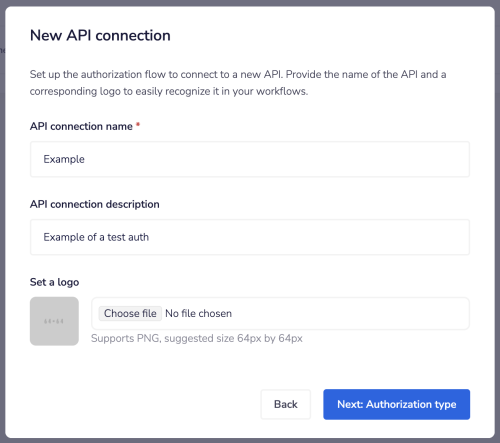 New API connection
Set up the authorization flow to connect to a new API. Provide the name of the API and a
corresponding logo to easily recognize it in your workflows.
API connection name *
Example
API connection description
Example of a test auth
Set a logo
64×64
Choose file No file chosen
Supports PNG, suggested size 64px by 64px
Back
Next: Authorization type